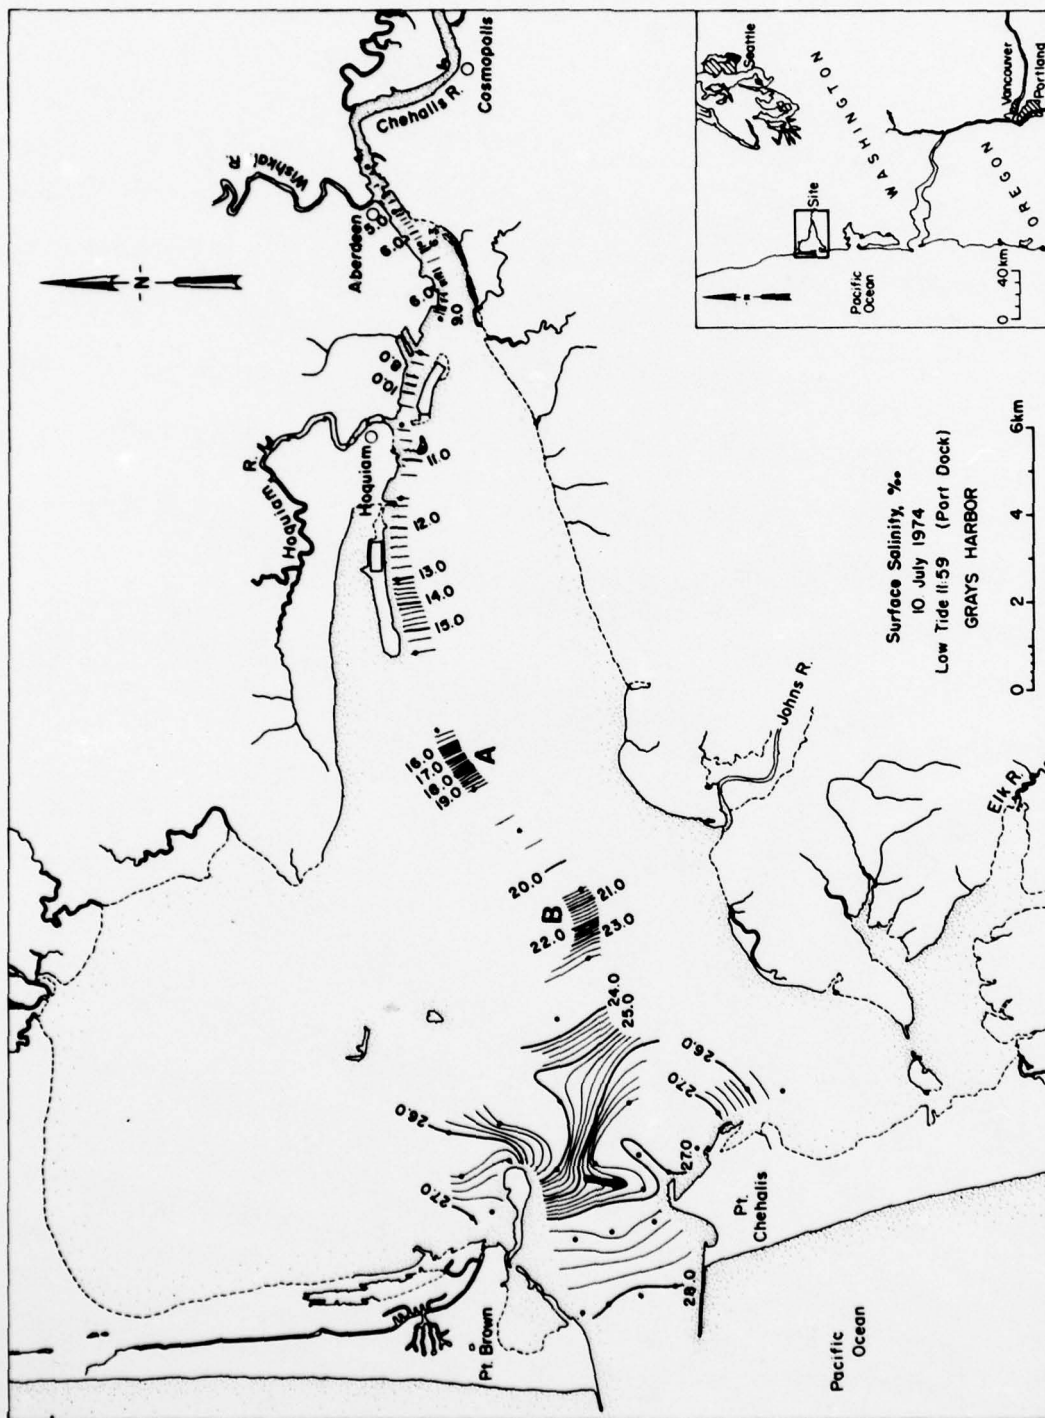 Cosmopolis
Chehalis R.
Wishkah
R.
Aberdeen
5.0
6.0
-N-
6.0
9.0
8.0
10.0
Hoquiam
R.
Hoquiam
11.0
12.0
13.0
14.0
15.0
16.0
17.0
18.0
19.0
A
20.0
B
21.0
22.0
23.0
24.0
25.0
26.0
27.0
26.0
27.0
27.0
28.0
Johns R.
Elk R.
Pt.
Chehalis
Pt. Brown
Pacific
Ocean
Surface Salinity, ‰
10 July 1974
Low Tide 11:59 (Port Dock)
GRAYS HARBOR
0 2 4 6km
Seattle
WASHINGTON
Vancouver
Portland
OREGON
Site
Pacific
Ocean
0 40km